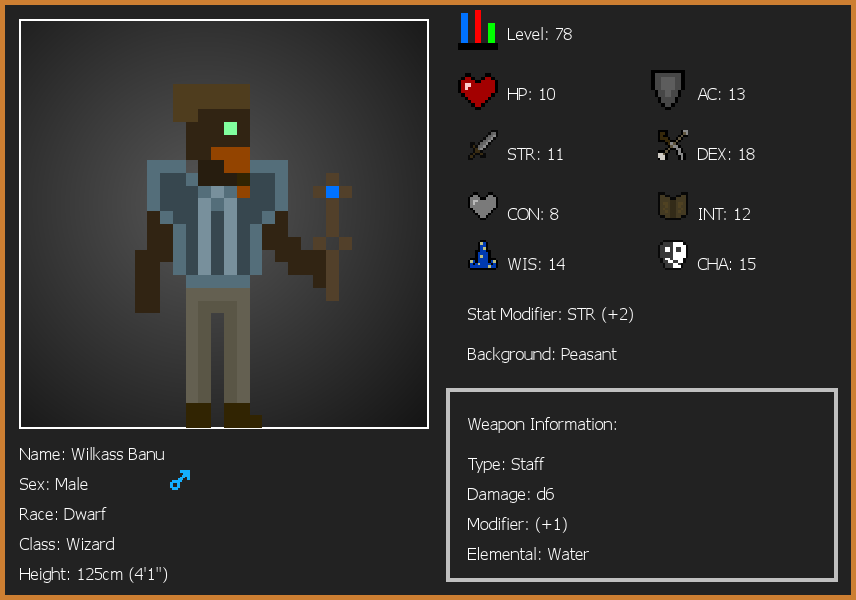 Level: 78
HP: 10
AC: 13
STR: 11
DEX: 18
CON: 8
INT: 12
WIS: 14
CHA: 15
Stat Modifier: STR (+2)
Background: Peasant
Weapon Information:
Type: Staff
Damage: d6
Modifier: (+1)
Elemental: Water
Name: Wilkass Banu
Sex: Male
Race: Dwarf
Class: Wizard
Height: 125cm (4'1")